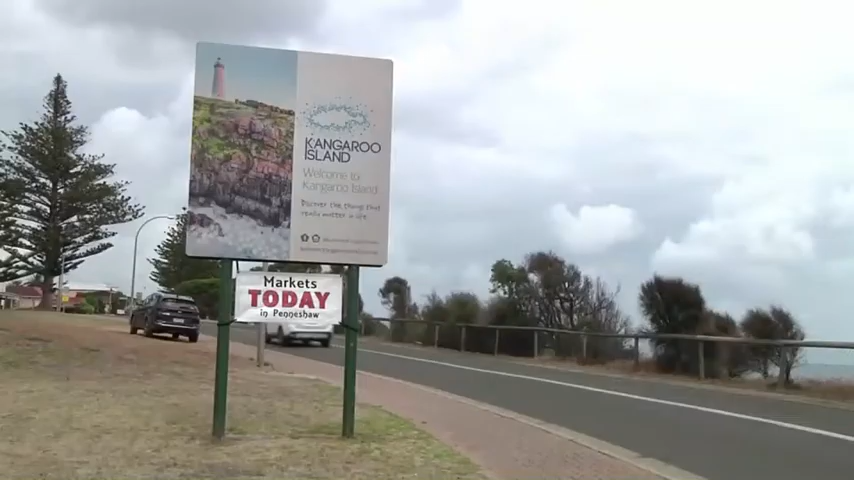 KANGAROO
ISLAND
Welcome to
Kangaroo Island
Discover the things that
really matter in life.
Markets
TODAY
in Penneshaw